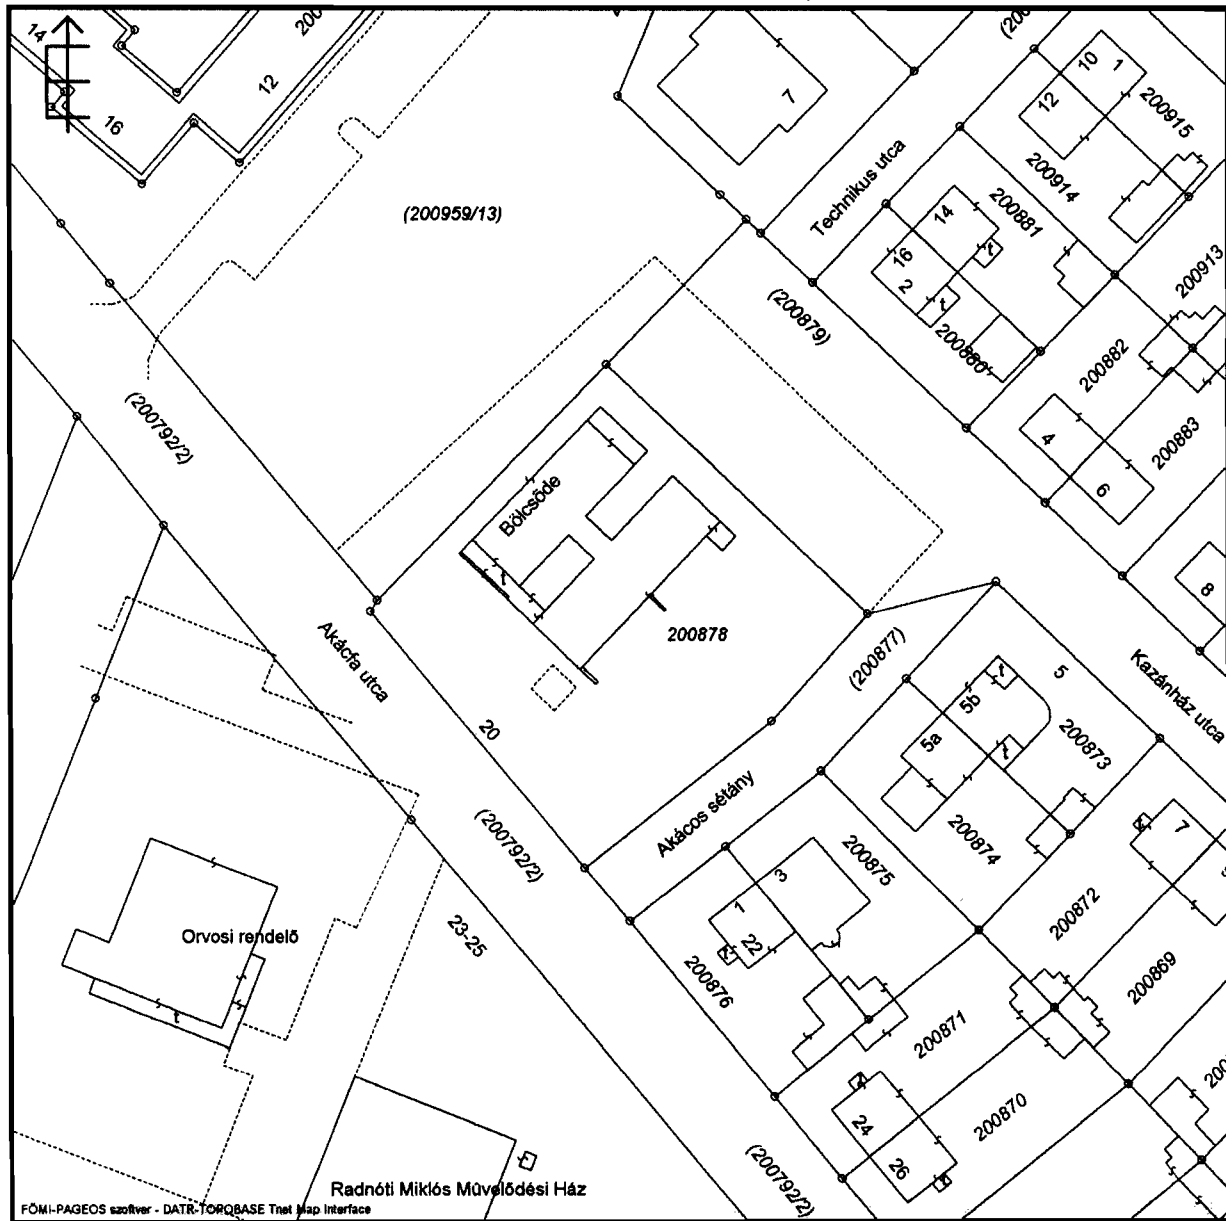 14
16
12
7
10
1
12
200915
200914
Technikus utca
(200959/13)
14
200881
16
2
t
t
200880
200913
(200879)
200882
4
6
200883
(200792/2)
Bölcsőde
t
8
200878
Akácfa utca
(200877)
5
Kazánház utca
20
5b
t
5a
t
200873
Akácos sétány
200874
(200792/2)
7
3
200875
1
22
200872
Orvosi rendelő
23-25
200876
200869
t
200871
24
26
200870
(200792/2)
Radnóti Miklós Művelődési Ház
FÖMI-PAGEOS szoftver - DATR-TOPOBASE Tnet Map Interface